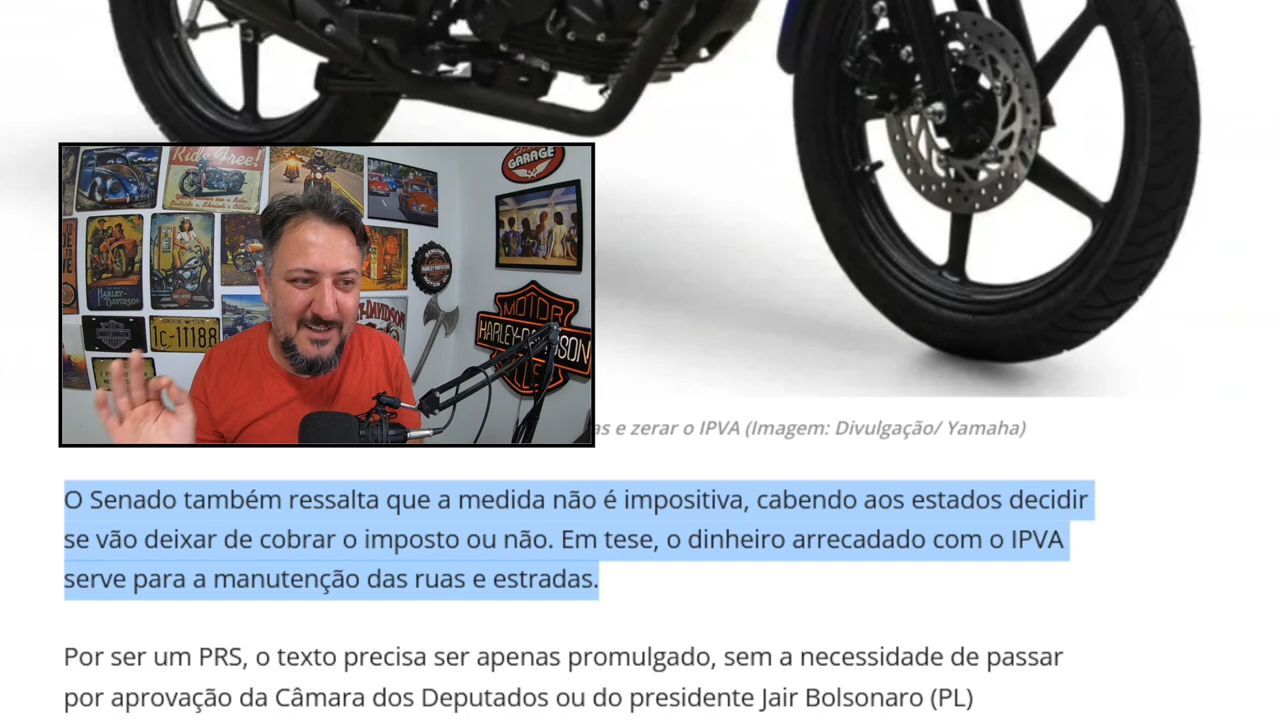 Ride Free!
GARAGE
HARLEY-
DAVIDSON
1c-11188
HARLEY-DAVIDSON
MOTOR
HARLEY-DAVIDSON
as e zerar o IPVA (Imagem: Divulgação/ Yamaha)
O Senado também ressalta que a medida não é impositiva, cabendo aos estados decidir
se vão deixar de cobrar o imposto ou não. Em tese, o dinheiro arrecadado com o IPVA
serve para a manutenção das ruas e estradas.
Por ser um PRS, o texto precisa ser apenas promulgado, sem a necessidade de passar
por aprovação da Câmara dos Deputados ou do presidente Jair Bolsonaro (PL)